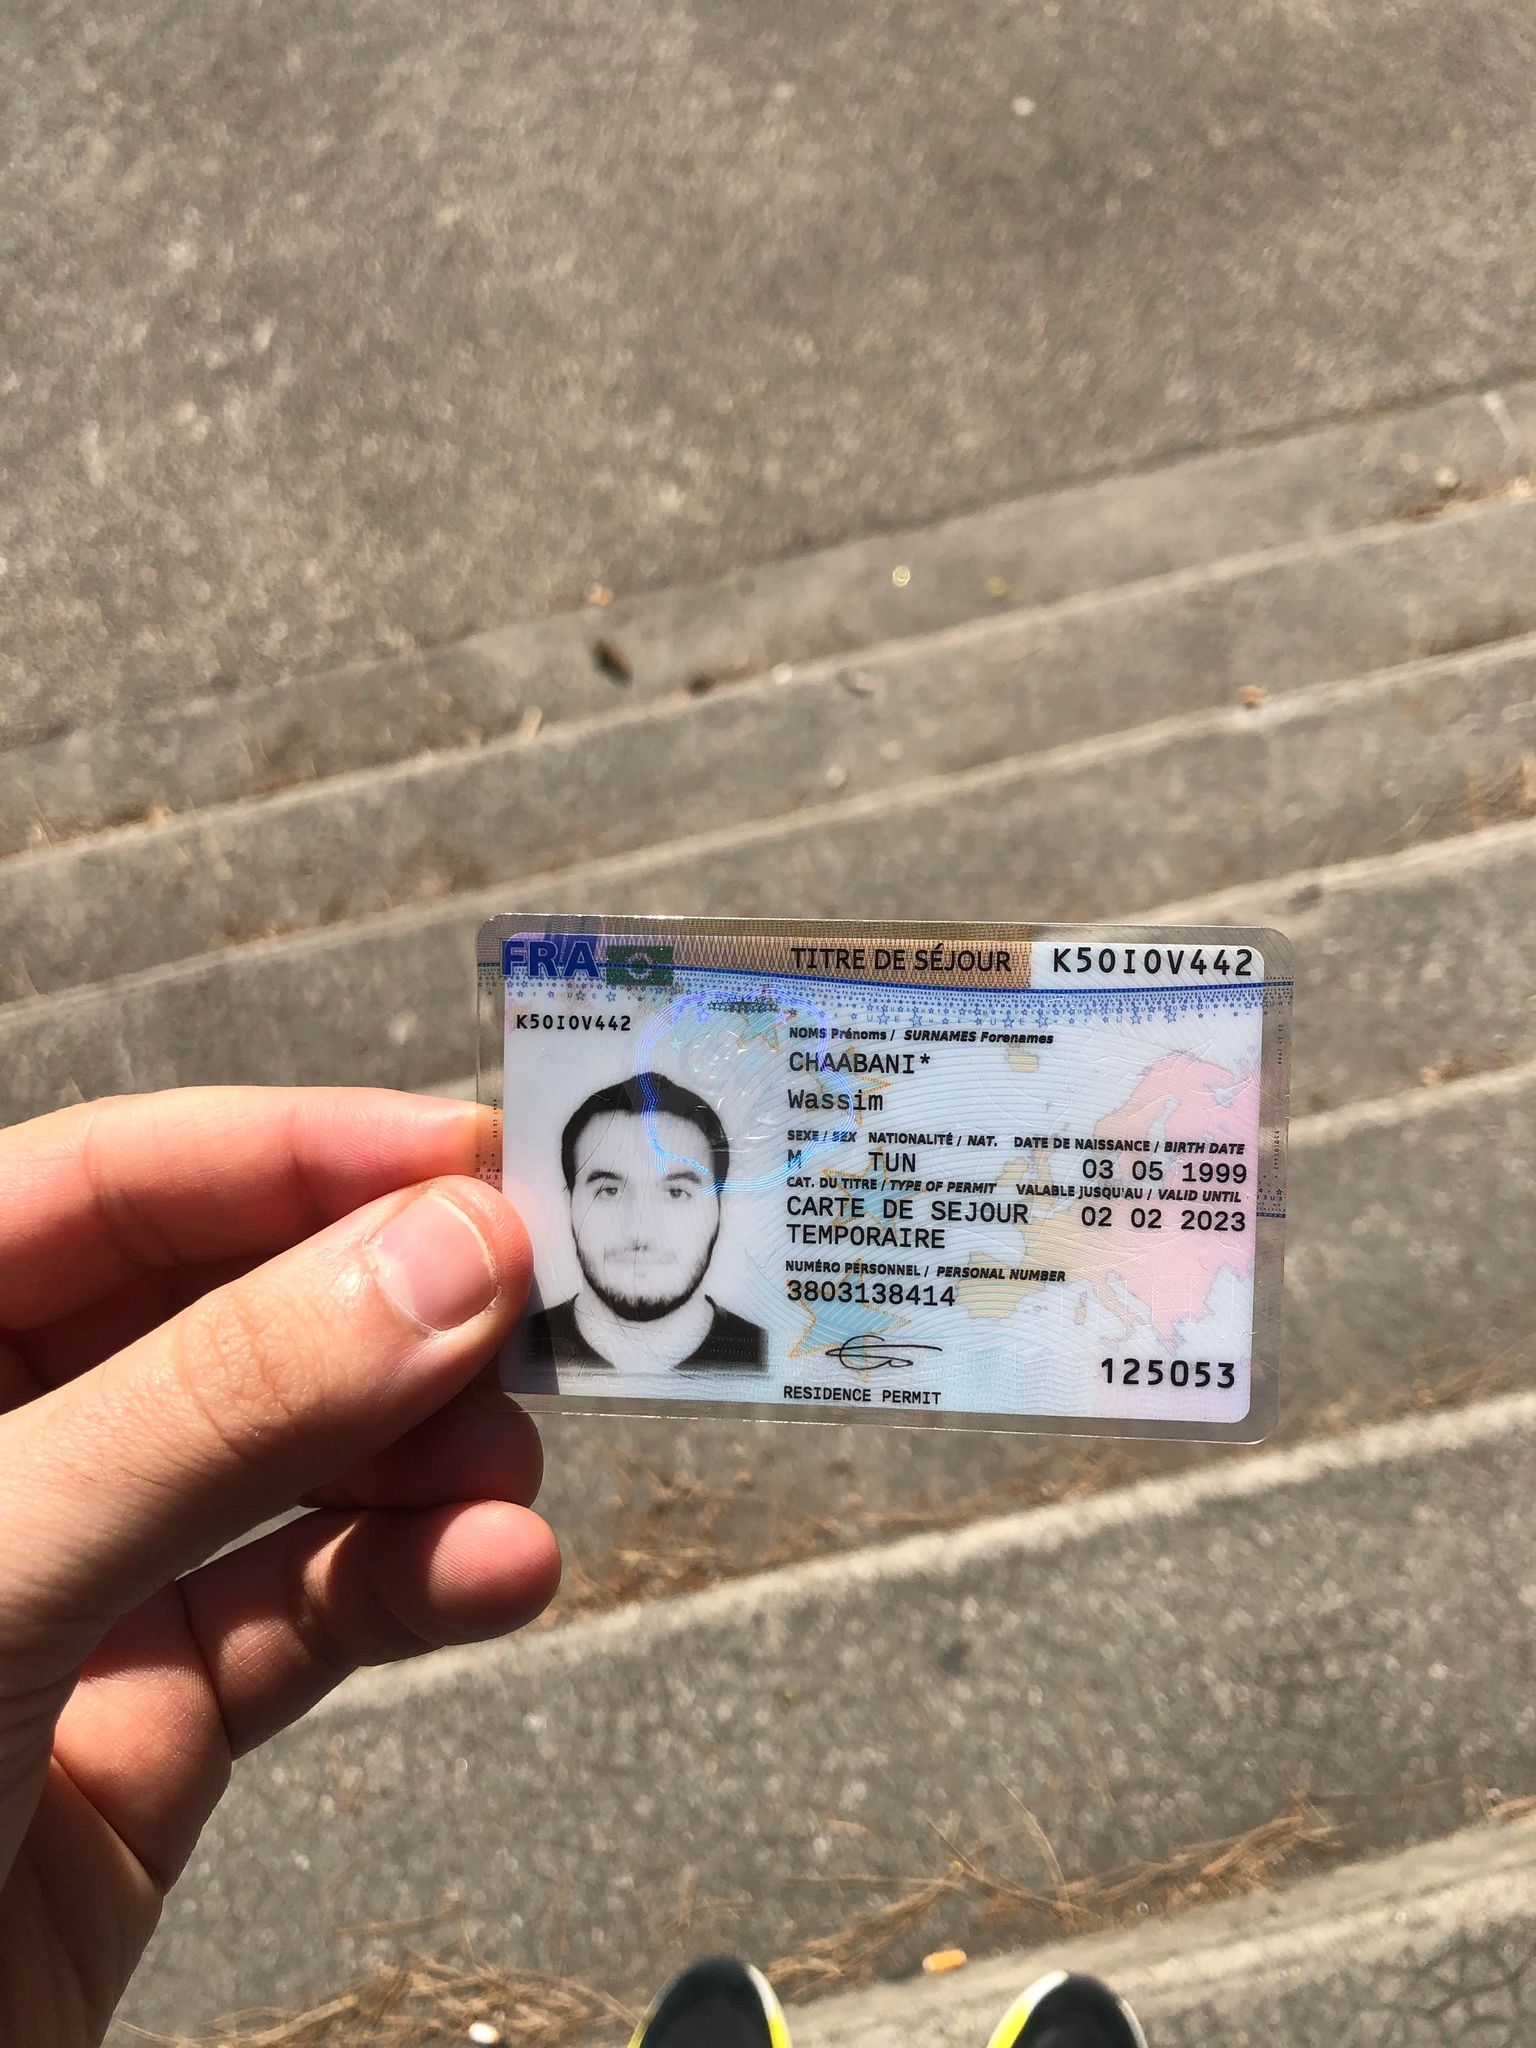 FRA TITRE DE SÉJOUR K50I0V442
K50I0V442
NOMS Prénoms / SURNAMES Forenames
CHAABANI*
Wassim
SEXE / SEX NATIONALITÉ / NAT. DATE DE NAISSANCE / BIRTH DATE
M TUN 03 05 1999
CAT. DU TITRE / TYPE OF PERMIT VALABLE JUSQU'AU / VALID UNTIL
CARTE DE SEJOUR 02 02 2023
TEMPORAIRE
NUMÉRO PERSONNEL / PERSONAL NUMBER
3803138414
125053
RESIDENCE PERMIT